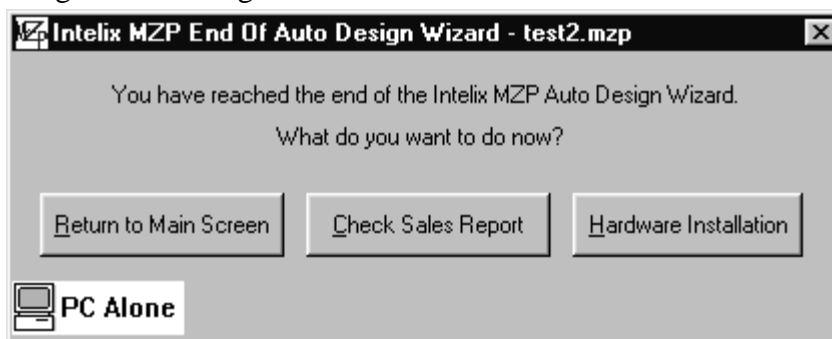 Intelix MZP End Of Auto Design Wizard - test2.mzp
You have reached the end of the Intelix MZP Auto Design Wizard.
What do you want to do now?
Return to Main Screen
Check Sales Report
Hardware Installation
PC Alone